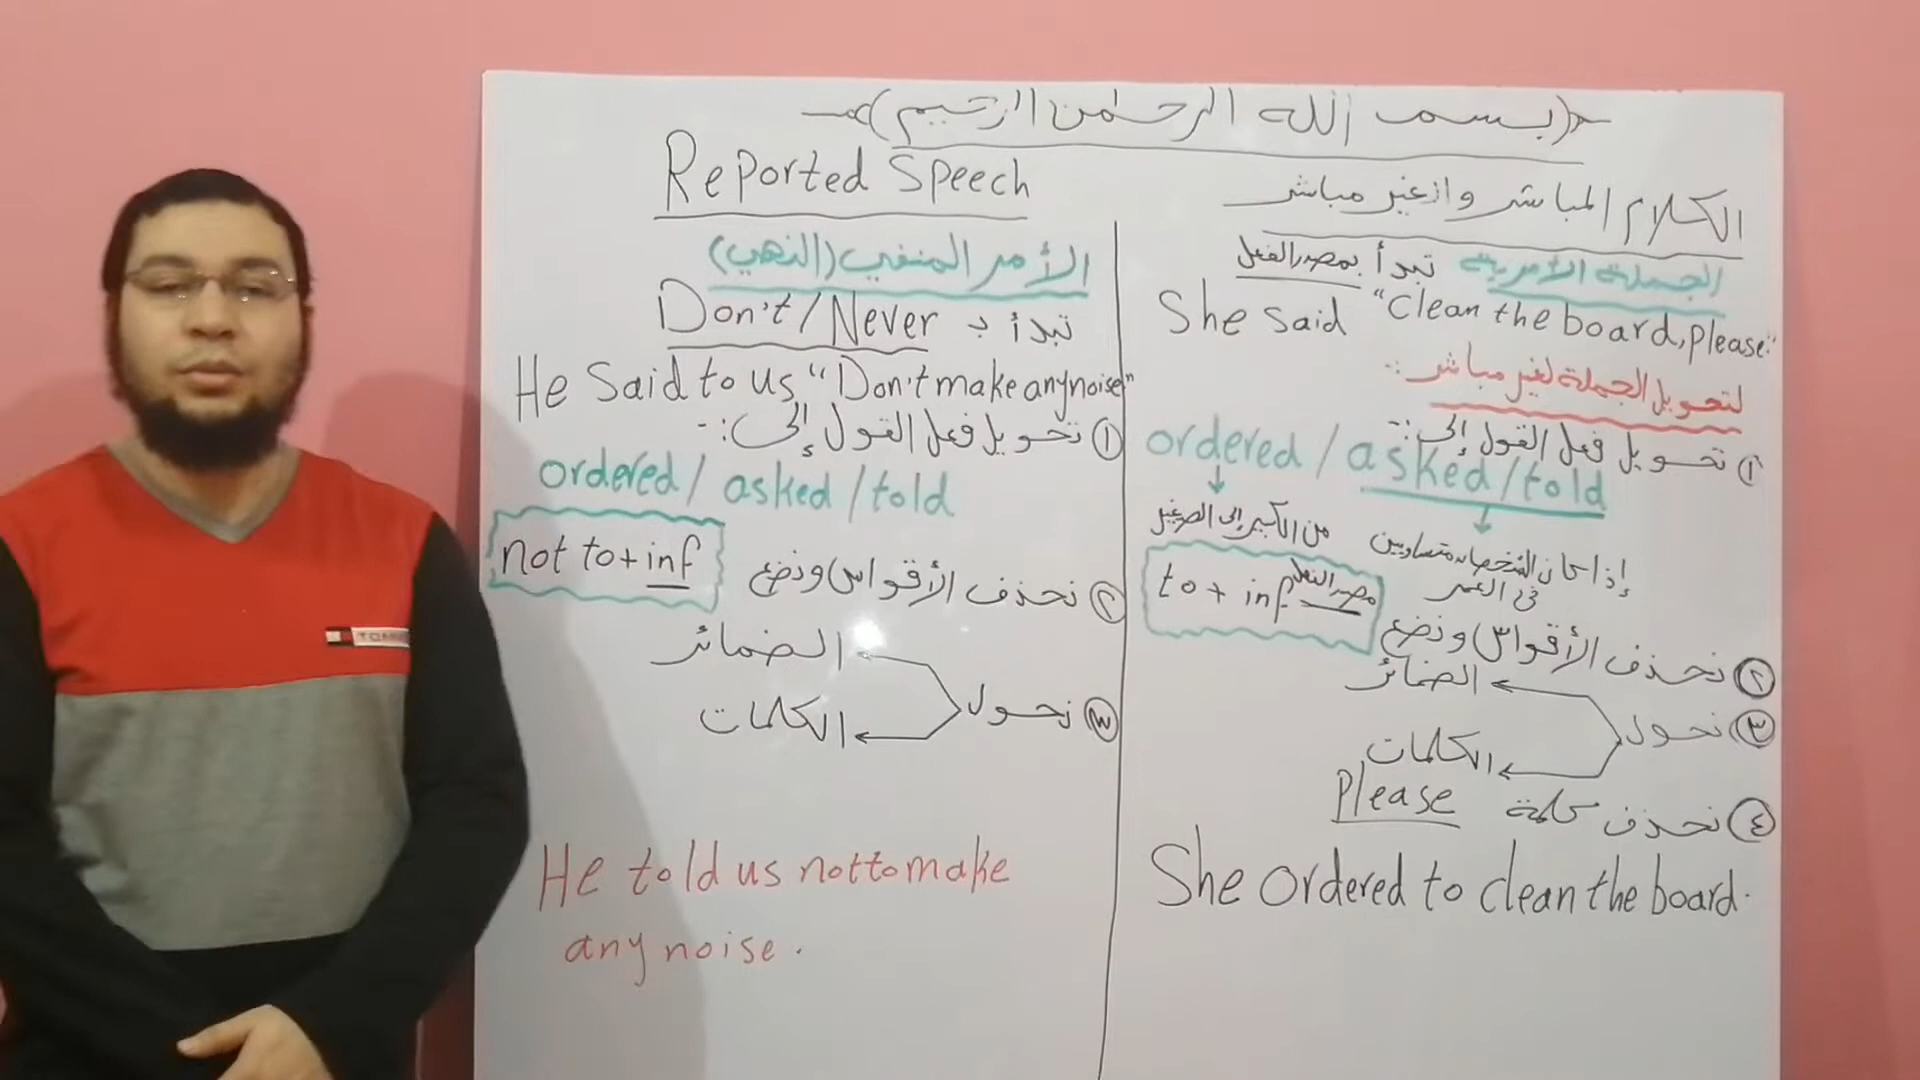 بسم الله الرحمن الرحيم
Reported Speech
الكلام المباشر والغير مباشر
الجملة الأمرية تبدأ بمصدر الفعل
She said "Clean the board, please."
لتحويل الجملة لغير مباشر :-
١ تحويل فعل القول إلى :-
ordered / asked / told
من الكبير إلى الصغير
إذا كان الشخصان متساويين
في العمر
to + inf مصدر الفعل
٢ نحذف الأقواس ونضع
الضمائر
٣ نحول
الكلمات
٤ نحذف كلمة Please
She ordered to clean the board.
الأمر المنفي (النهي)
تبدأ بـ Don't / Never
He said to us "Don't make any noise"
١ تحويل فعل القول إلى :-
ordered / asked / told
٢ نحذف الأقواس ونضع not to + inf
الضمائر
٣ نحول
الكلمات
He told us not to make
any noise.